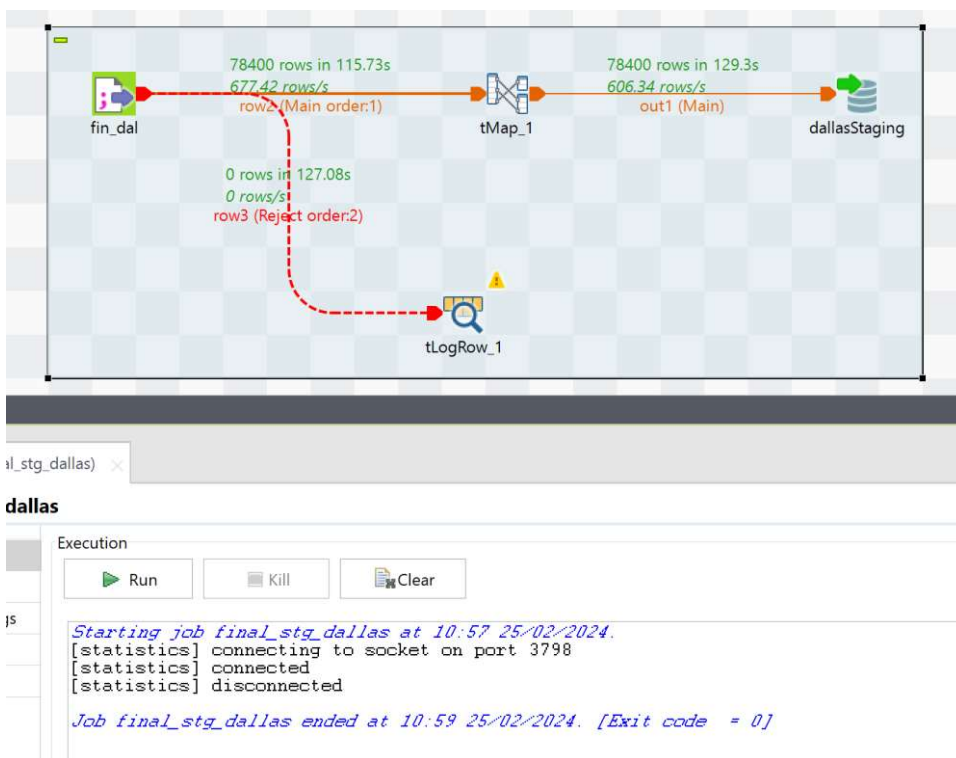 78400 rows in 115.73s
677.42 rows/s
row2 (Main order:1)
78400 rows in 129.3s
606.34 rows/s
out1 (Main)
fin_dal
tMap_1
dallasStaging
0 rows in 127.08s
0 rows/s
row3 (Reject order:2)
tLogRow_1
al_stg_dallas)
dallas
Execution
Run Kill Clear
gs
Starting job final_stg_dallas at 10:57 25/02/2024.
[statistics] connecting to socket on port 3798
[statistics] connected
[statistics] disconnected
Job final_stg_dallas ended at 10:59 25/02/2024. [Exit code = 0]